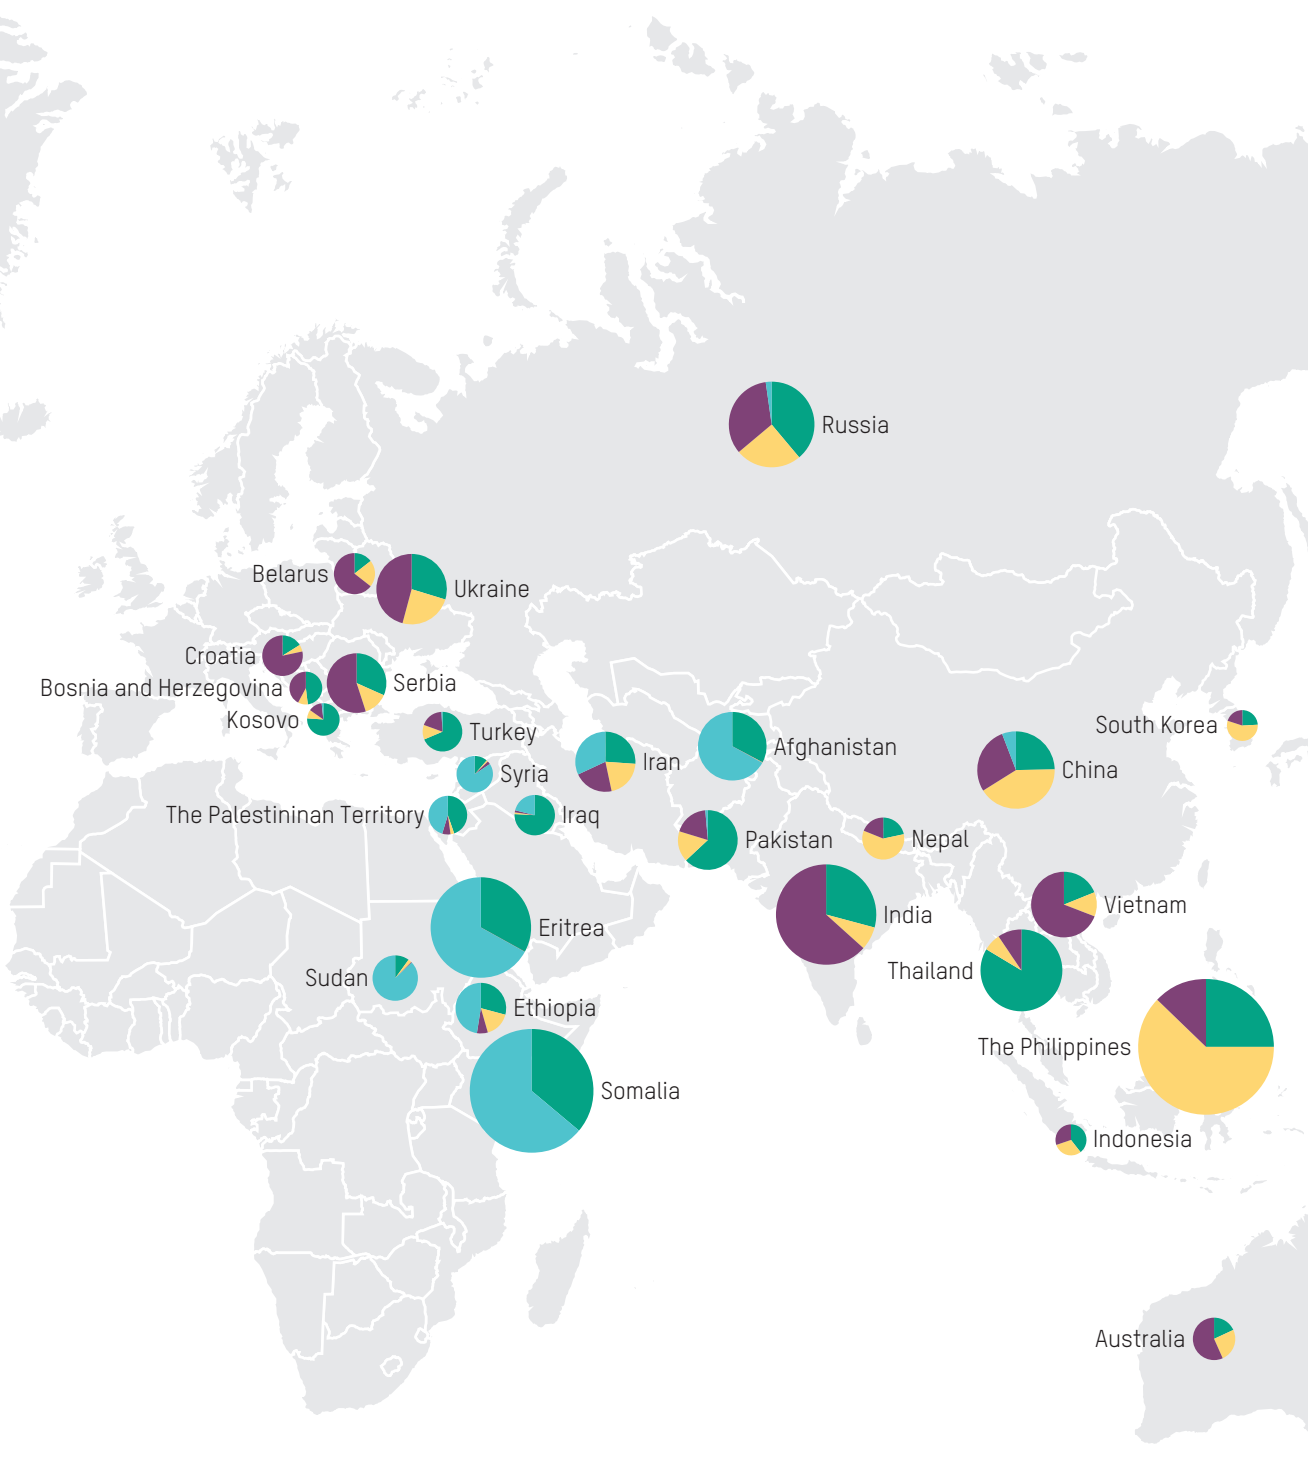 Russia
Belarus
Ukraine
Croatia
Bosnia and Herzegovina
Serbia
Kosovo
Turkey
South Korea
Iran
Afghanistan
China
Syria
The Palestininan Territory
Iraq
Pakistan
Nepal
Vietnam
India
Eritrea
Thailand
Sudan
Ethiopia
The Philippines
Somalia
Indonesia
Australia